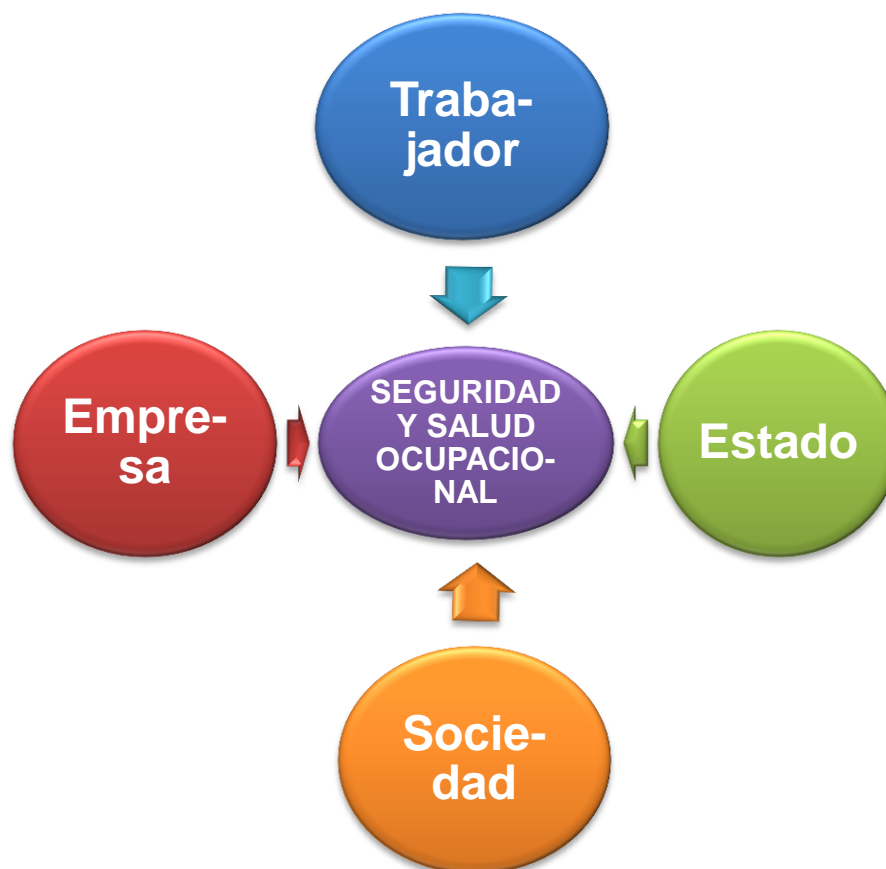 Traba-
jador
Empre-
sa
SEGURIDAD
Y SALUD
OCUPACIO-
NAL
Estado
Socie-
dad